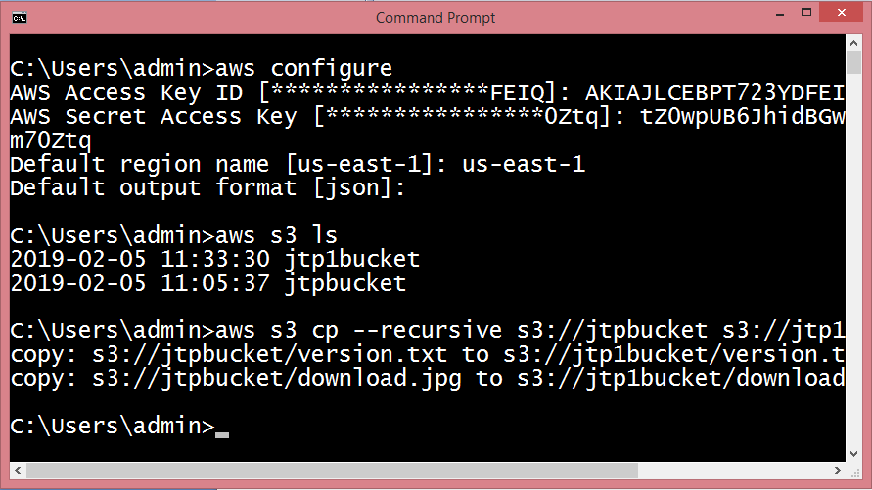 Command Prompt
C:\Users\admin>aws configure
AWS Access Key ID [****************FEIQ]: AKIAJLCEBPT723YDFEI
AWS Secret Access Key [****************OZtq]: tZOwpUB6JhidBGw
m7OZtq
Default region name [us-east-1]: us-east-1
Default output format [json]:
C:\Users\admin>aws s3 ls
2019-02-05 11:33:30 jtp1bucket
2019-02-05 11:05:37 jtpbucket
C:\Users\admin>aws s3 cp --recursive s3://jtpbucket s3://jtp1
copy: s3://jtpbucket/version.txt to s3://jtp1bucket/version.t
copy: s3://jtpbucket/download.jpg to s3://jtp1bucket/download
C:\Users\admin>